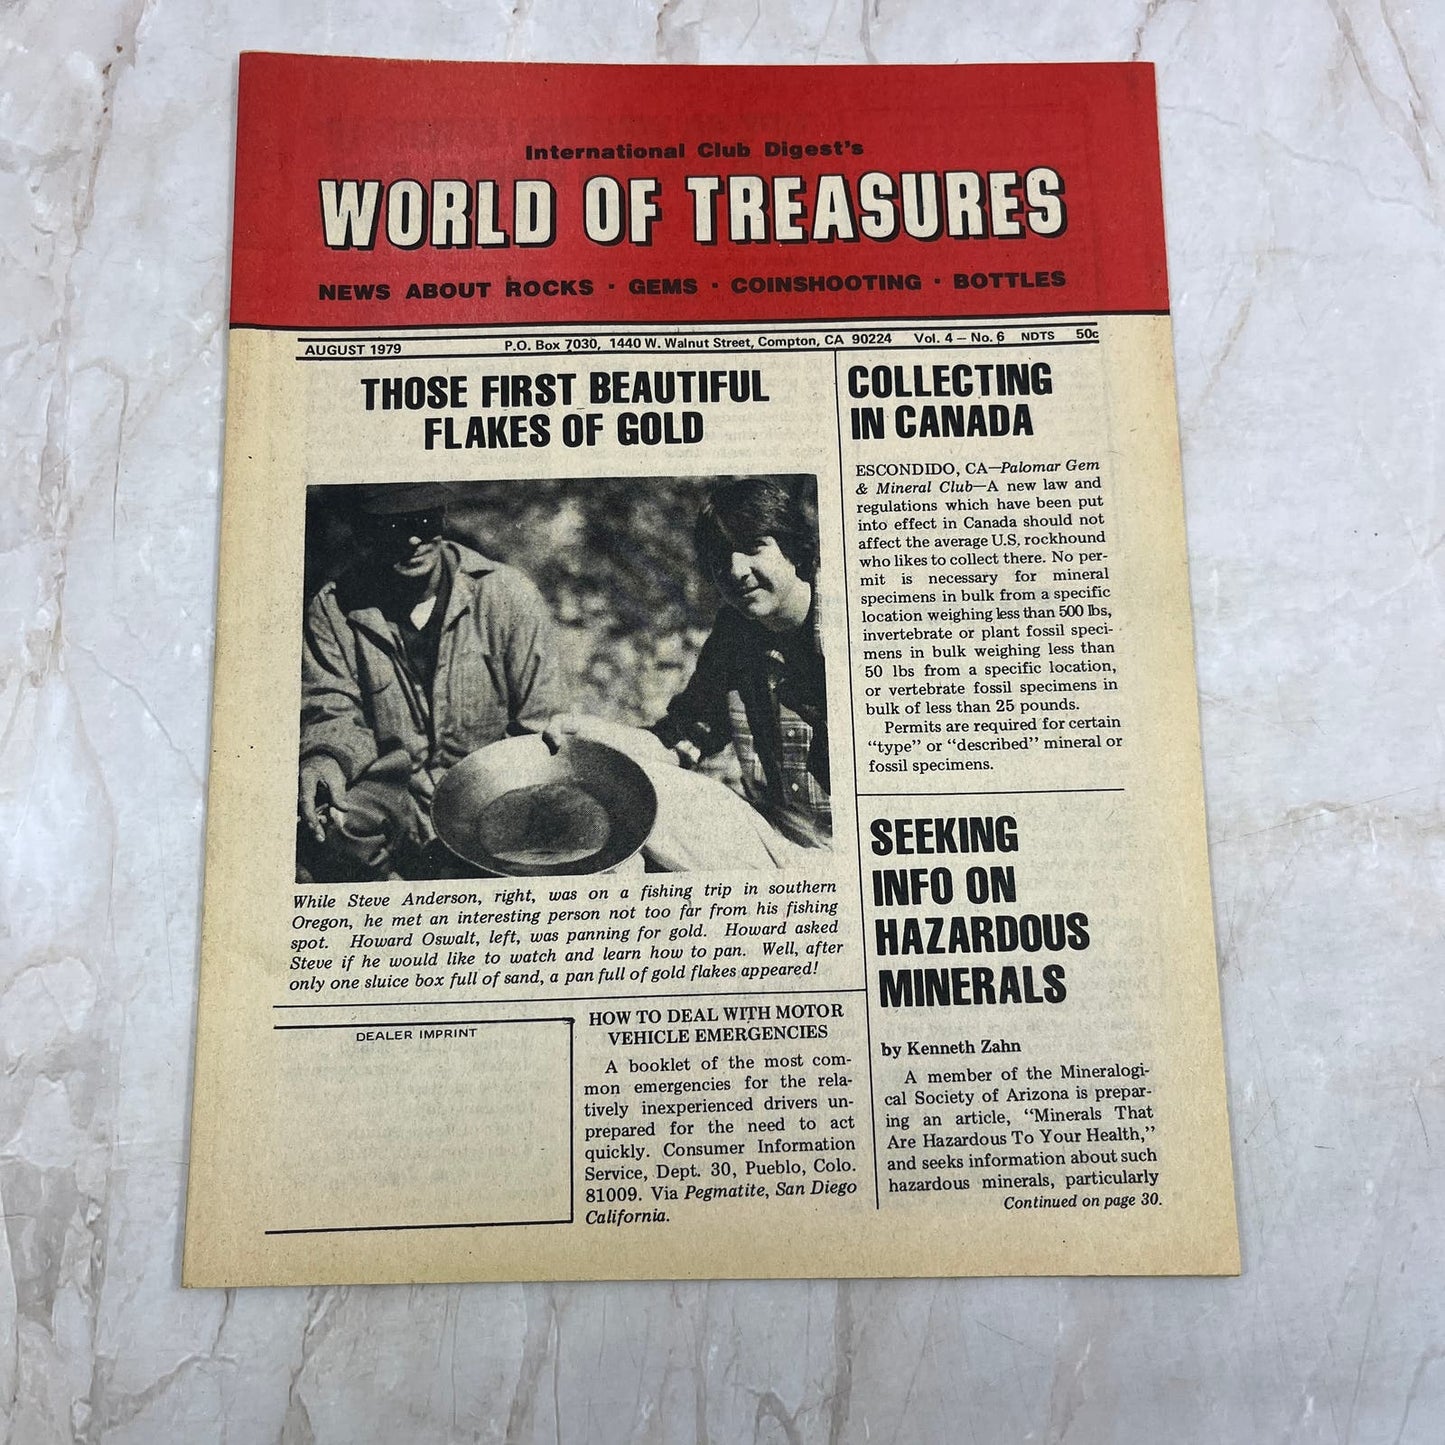 International Club Digest's
WORLD OF TREASURES
NEWS ABOUT ROCKS · GEMS · COINSHOOTING · BOTTLES
AUGUST 1979 P.O. Box 7030, 1440 W. Walnut Street, Compton, CA 90224 Vol. 4 – No. 6 NDTS 50c
THOSE FIRST BEAUTIFUL
FLAKES OF GOLD
While Steve Anderson, right, was on a fishing trip in southern
Oregon, he met an interesting person not too far from his fishing
spot. Howard Oswalt, left, was panning for gold. Howard asked
Steve if he would like to watch and learn how to pan. Well, after
only one sluice box full of sand, a pan full of gold flakes appeared!
DEALER IMPRINT
HOW TO DEAL WITH MOTOR
VEHICLE EMERGENCIES
A booklet of the most com-
mon emergencies for the rela-
tively inexperienced drivers un-
prepared for the need to act
quickly. Consumer Information
Service, Dept. 30, Pueblo, Colo.
81009. Via Pegmatite, San Diego
California.
COLLECTING
IN CANADA
ESCONDIDO, CA—Palomar Gem
& Mineral Club—A new law and
regulations which have been put
into effect in Canada should not
affect the average U.S, rockhound
who likes to collect there. No per-
mit is necessary for mineral
specimens in bulk from a specific
location weighing less than 500 lbs,
invertebrate or plant fossil speci-
mens in bulk weighing less than
50 lbs from a specific location,
or vertebrate fossil specimens in
bulk of less than 25 pounds.
Permits are required for certain
"type" or "described" mineral or
fossil specimens.
SEEKING
INFO ON
HAZARDOUS
MINERALS
by Kenneth Zahn
A member of the Mineralogi-
cal Society of Arizona is prepar-
ing an article, "Minerals That
Are Hazardous To Your Health,"
and seeks information about such
hazardous minerals, particularly
Continued on page 30.